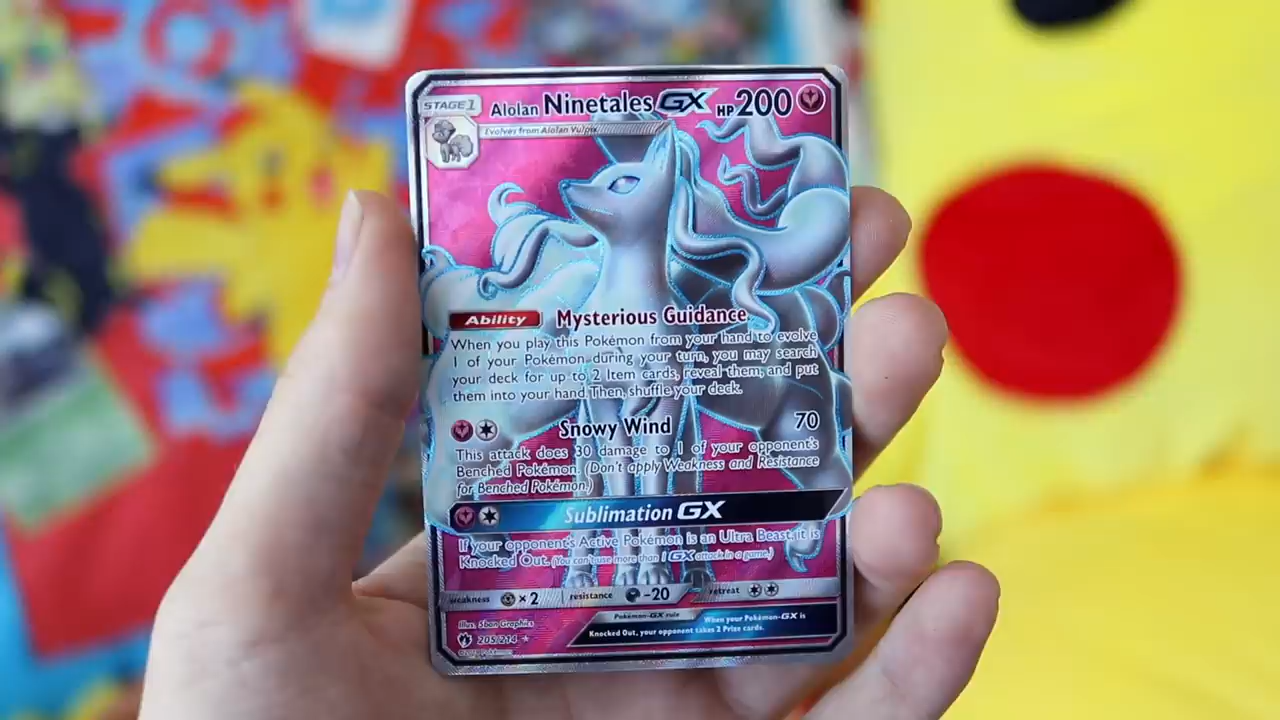 STAGE 1 Alolan Ninetales GX HP 200
Evolves from Alolan Vulpix
Ability Mysterious Guidance
When you play this Pokémon from your hand to evolve
1 of your Pokémon during your turn, you may search
your deck for up to 2 Item cards, reveal them, and put
them into your hand. Then, shuffle your deck.
Snowy Wind 70
This attack does 30 damage to 1 of your opponent's
Benched Pokémon. (Don't apply Weakness and Resistance
for Benched Pokémon.)
Sublimation GX
If your opponent's Active Pokémon is an Ultra Beast, it is
Knocked Out. (You can't use more than 1 GX attack in a game.)
weakness ×2 resistance -20 retreat
Illus. 5ban Graphics
Pokémon-GX rule When your Pokémon-GX is
Knocked Out, your opponent takes 2 Prize cards.
205/214
©2018 Pokémon